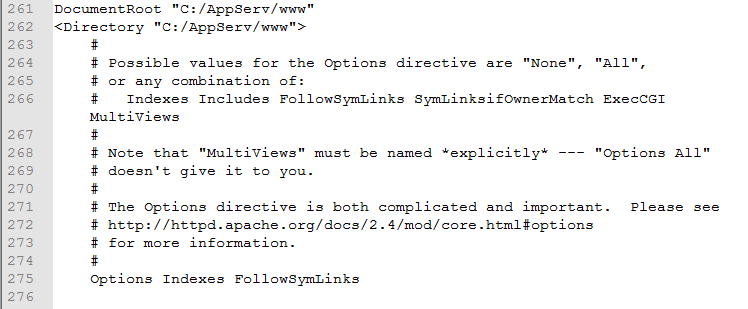 261 DocumentRoot "C:/AppServ/www"
262 <Directory "C:/AppServ/www">
263 #
264 # Possible values for the Options directive are "None", "All",
265 # or any combination of:
266 #   Indexes Includes FollowSymLinks SymLinksifOwnerMatch ExecCGI
MultiViews
267 #
268 # Note that "MultiViews" must be named *explicitly* --- "Options All"
269 # doesn't give it to you.
270 #
271 # The Options directive is both complicated and important.  Please see
272 # http://httpd.apache.org/docs/2.4/mod/core.html#options
273 # for more information.
274 #
275 Options Indexes FollowSymLinks
276